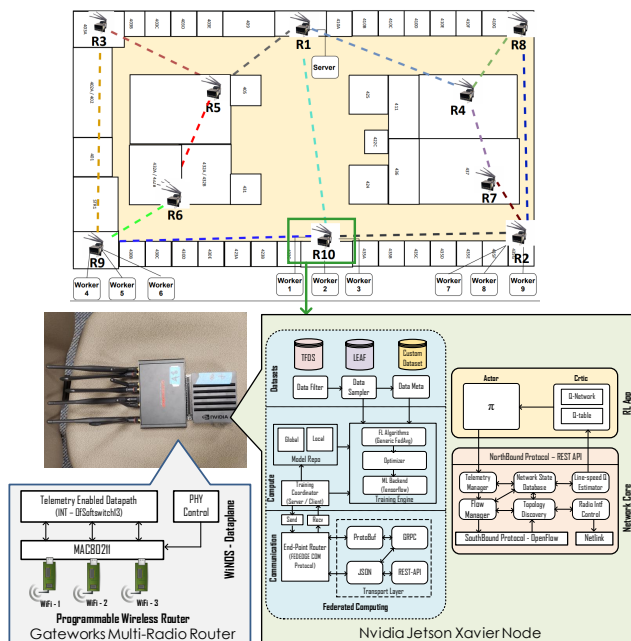 R3
R1
R8
Server
R5
R4
R6
R7
R9
R10
R2
Worker
4
Worker
5
Worker
6
Worker
1
Worker
2
Worker
3
Worker
7
Worker
8
Worker
9
Datasets
TFDS
LEAF
Custom
Dataset
Data Filter
Data
Sampler
Data Meta
Compute
Global
Local
Model Repo
FL Algorithms
(Generic FedAvg)
Optimizer
ML Backend
(Tensorflow)
Training Engine
Training
Coordinator
(Server / Client)
Send
Recv
Communication
End-Point Router
(FEDEDGE COM
Protocol)
ProtoBuf
GRPC
JSON
REST-API
Transport Layer
Federated Computing
Actor
Crtic
π
Q-Network
Q-table
RL App
NorthBound Protocol – REST API
Telemetry
Manager
Network State
Database
Line-speed Q
Estimator
Flow
Manager
Topology
Discovery
Radio Intf
Control
SouthBound Protocol - OpenFlow
Netlink
Network Core
Nvidia Jetson Xavier Node
NVIDIA
Telemetry Enabled Datapath
(INT – OfSoftswitch13)
PHY
Control
MAC80211
WiFi - 1
WiFi - 2
WiFi - 3
WiNOS - Dataplane
Programmable Wireless Router
Gateworks Multi-Radio Router